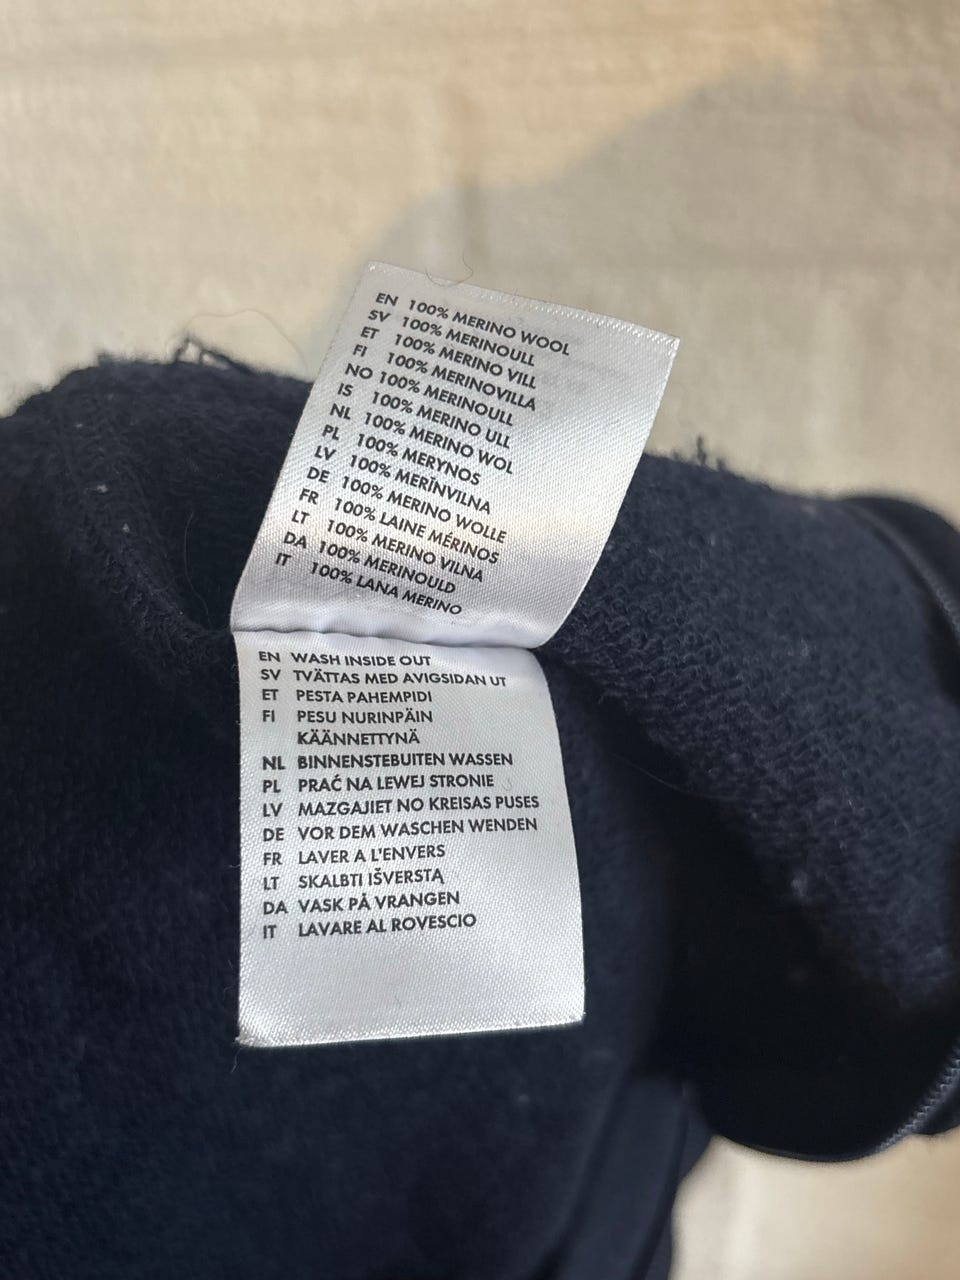 EN 100% MERINO WOOL
SV 100% MERINOULL
ET 100% MERINO VILL
FI 100% MERINOVILLA
NO 100% MERINOULL
IS 100% MERINO ULL
NL 100% MERINO WOL
PL 100% MERYNOS
LV 100% MERĪNVILNA
DE 100% MERINO WOLLE
FR 100% LAINE MÉRINOS
LT 100% MERINO VILNA
DA 100% MERINOULD
IT 100% LANA MERINO
EN WASH INSIDE OUT
SV TVÄTTAS MED AVIGSIDAN UT
ET PESTA PAHEMPIDI
FI PESU NURINPÄIN
KÄÄNNETTYNÄ
NL BINNENSTEBUITEN WASSEN
PL PRAĆ NA LEWEJ STRONIE
LV MAZGAJIET NO KREISAS PUSES
DE VOR DEM WASCHEN WENDEN
FR LAVER A L'ENVERS
LT SKALBTI IŠVERSTĄ
DA VASK PÅ VRANGEN
IT LAVARE AL ROVESCIO